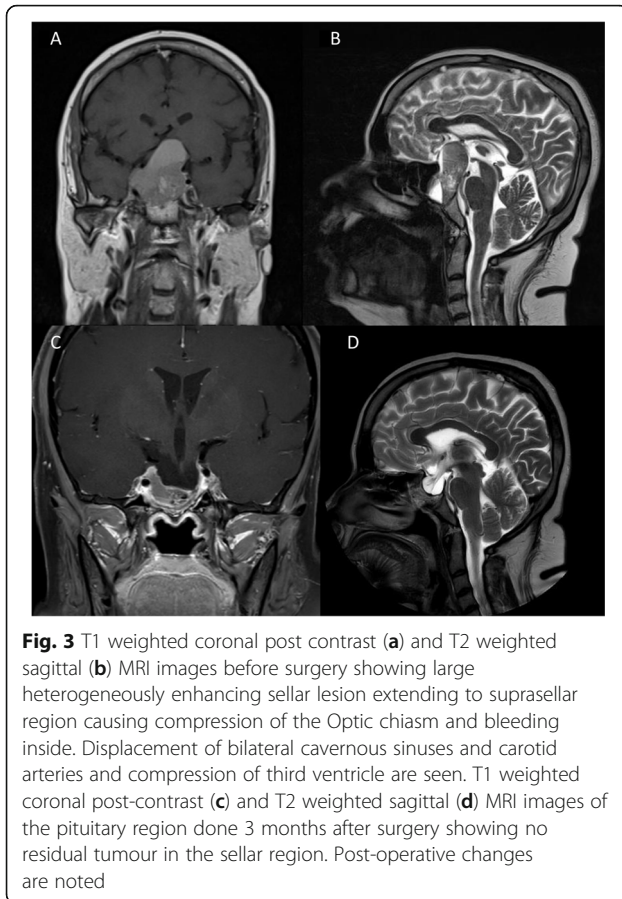 A
B
C
D
Fig. 3 T1 weighted coronal post contrast (a) and T2 weighted
sagittal (b) MRI images before surgery showing large
heterogeneously enhancing sellar lesion extending to suprasellar
region causing compression of the Optic chiasm and bleeding
inside. Displacement of bilateral cavernous sinuses and carotid
arteries and compression of third ventricle are seen. T1 weighted
coronal post-contrast (c) and T2 weighted sagittal (d) MRI images of
the pituitary region done 3 months after surgery showing no
residual tumour in the sellar region. Post-operative changes
are noted